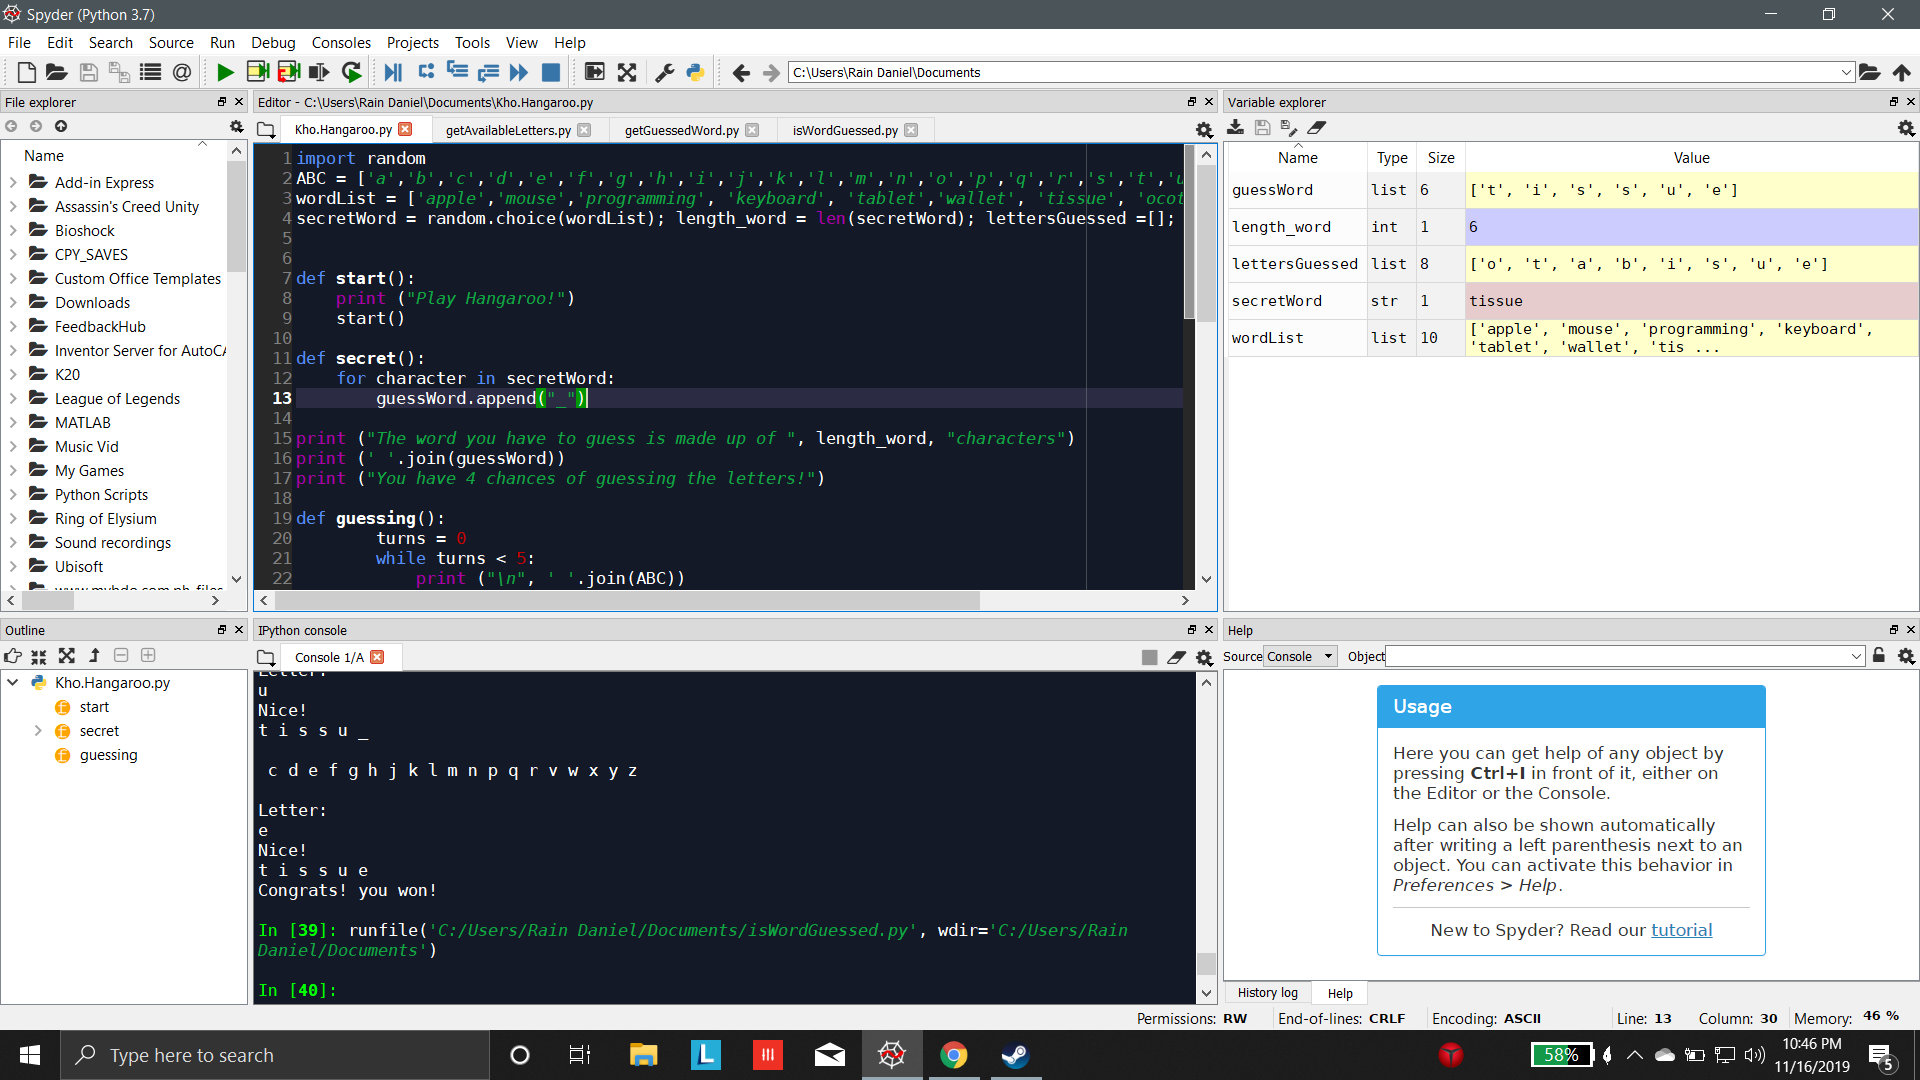 Spyder (Python 3.7)
File Edit Search Source Run Debug Consoles Projects Tools View Help
C:\Users\Rain Daniel\Documents
File explorer
Name
Add-in Express
Assassin's Creed Unity
Bioshock
CPY_SAVES
Custom Office Templates
Downloads
FeedbackHub
Inventor Server for AutoCA
K20
League of Legends
MATLAB
Music Vid
My Games
Python Scripts
Ring of Elysium
Sound recordings
Ubisoft
Editor - C:\Users\Rain Daniel\Documents\Kho.Hangaroo.py
Kho.Hangaroo.py getAvailableLetters.py getGuessedWord.py isWordGuessed.py
1 import random
2 ABC = ['a','b','c','d','e','f','g','h','i','j','k','l','m','n','o','p','q','r','s','t','u
3 wordList = ['apple','mouse','programming', 'keyboard', 'tablet','wallet', 'tissue', 'ocot
4 secretWord = random.choice(wordList); length_word = len(secretWord); lettersGuessed =[];
5
6
7 def start():
8     print ("Play Hangaroo!")
9     start()
10
11 def secret():
12     for character in secretWord:
13         guessWord.append("_")
14
15 print ("The word you have to guess is made up of ", length_word, "characters")
16 print (' '.join(guessWord))
17 print ("You have 4 chances of guessing the letters!")
18
19 def guessing():
20         turns = 0
21         while turns < 5:
22             print ("\n", ' '.join(ABC))
Variable explorer
Name Type Size Value
guessWord list 6 ['t', 'i', 's', 's', 'u', 'e']
length_word int 1 6
lettersGuessed list 8 ['o', 't', 'a', 'b', 'i', 's', 'u', 'e']
secretWord str 1 tissue
wordList list 10 ['apple', 'mouse', 'programming', 'keyboard',
'tablet', 'wallet', 'tis ...
Outline
Kho.Hangaroo.py
start
secret
guessing
IPython console
Console 1/A
Letter:
u
Nice!
t i s s u _
c d e f g h j k l m n p q r v w x y z
Letter:
e
Nice!
t i s s u e
Congrats! you won!
In [39]: runfile('C:/Users/Rain Daniel/Documents/isWordGuessed.py', wdir='C:/Users/Rain
Daniel/Documents')
In [40]:
Help
Source Console Object
Usage
Here you can get help of any object by
pressing Ctrl+I in front of it, either on
the Editor or the Console.
Help can also be shown automatically
after writing a left parenthesis next to an
object. You can activate this behavior in
Preferences > Help.
New to Spyder? Read our tutorial
History log Help
Permissions: RW End-of-lines: CRLF Encoding: ASCII Line: 13 Column: 30 Memory: 46 %
Type here to search
L
58%
10:46 PM
11/16/2019
5